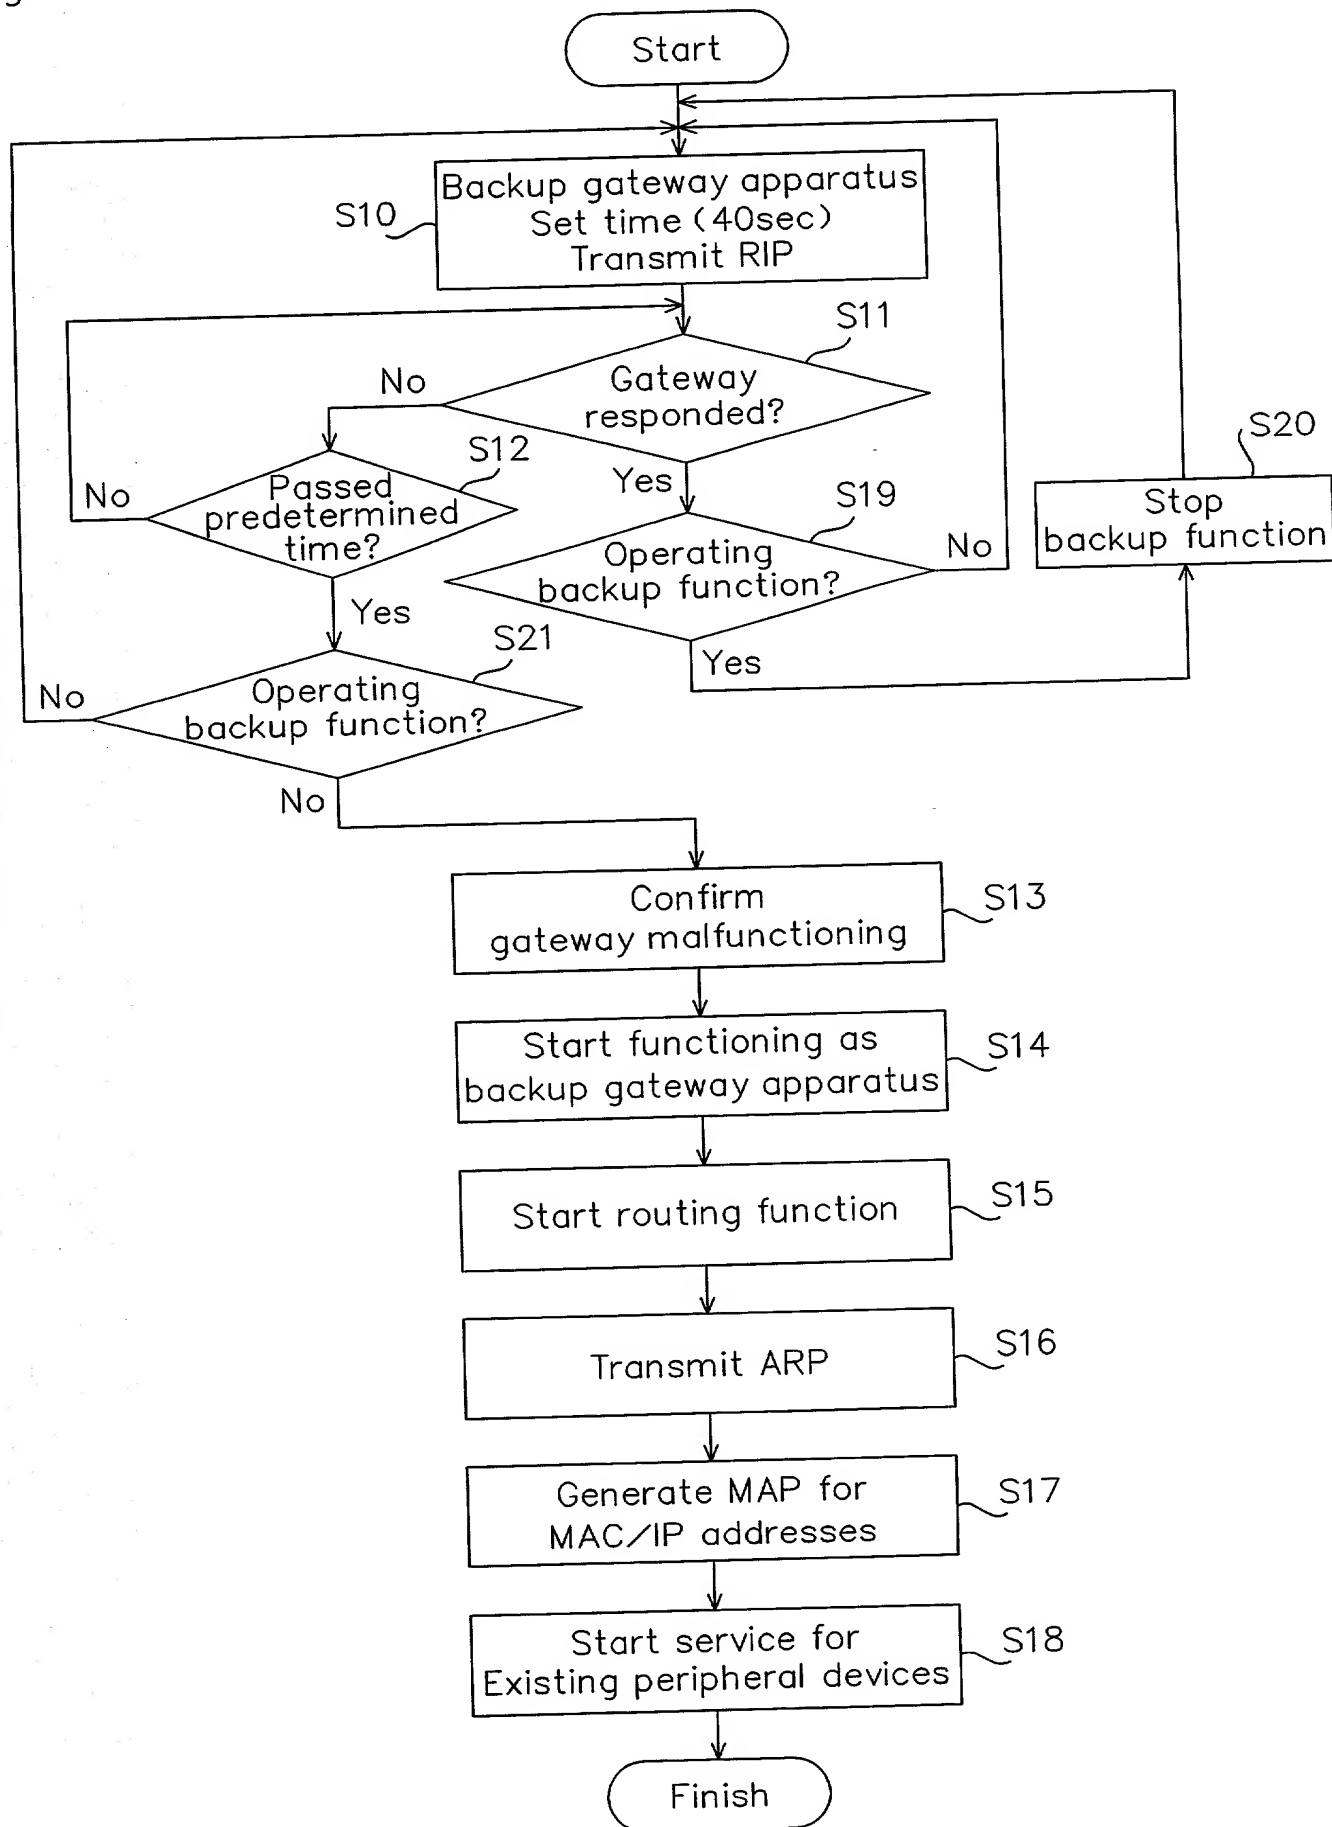 Start
Backup gateway apparatus
Set time (40sec)
Transmit RIP
S10
S11
Gateway
responded?
No
Yes
S12
Passed
predetermined
time?
No
Yes
S19
Operating
backup function?
No
Yes
S20
Stop
backup function
S21
Operating
backup function?
No
No
Confirm
gateway malfunctioning
S13
Start functioning as
backup gateway apparatus
S14
Start routing function
S15
Transmit ARP
S16
Generate MAP for
MAC/IP addresses
S17
Start service for
Existing peripheral devices
S18
Finish